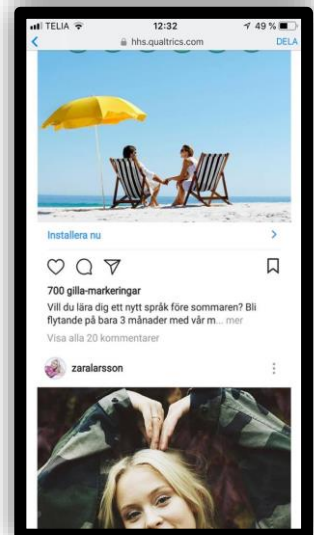 TELIA 12:32 49 %
hhs.qualtrics.com DELA
Installera nu
700 gilla-markeringar
Vill du lära dig ett nytt språk före sommaren? Bli
flytande på bara 3 månader med vår m... mer
Visa alla 20 kommentarer
zaralarsson